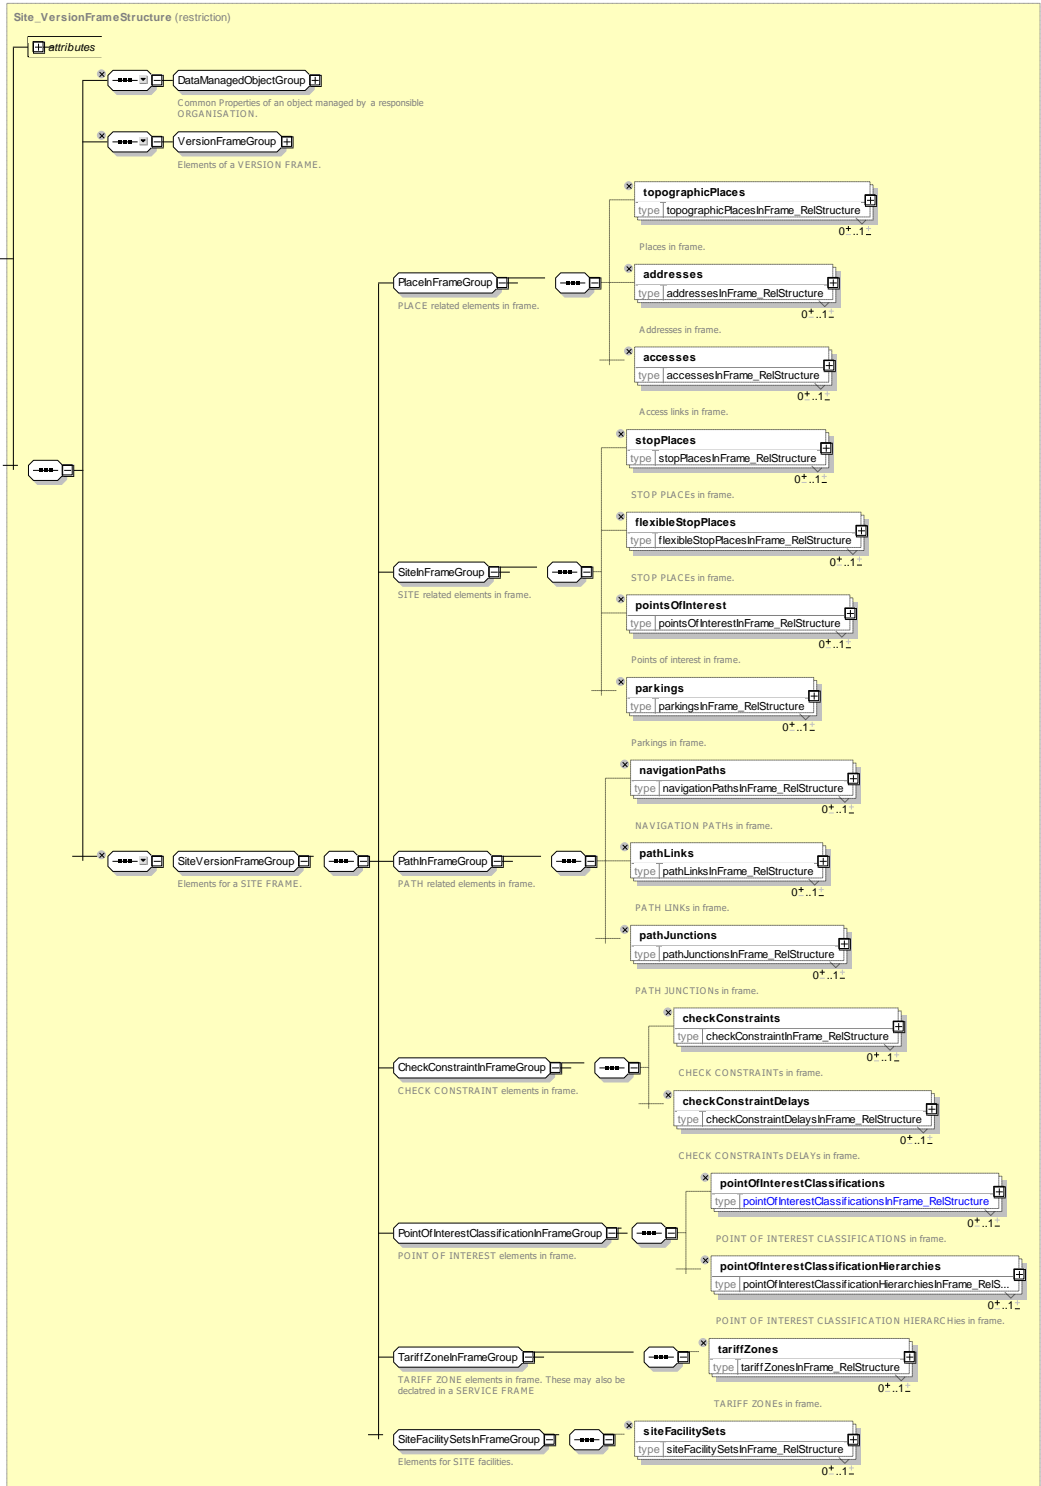 Site_VersionFrameStructure (restriction)
attributes
DataManagedObjectGroup
Common Properties of an object managed by a responsible
ORGANISATION.
VersionFrameGroup
Elements of a VERSION FRAME.
topographicPlaces
type topographicPlacesInFrame_RelStructure
0..1
Places in frame.
PlaceInFrameGroup
PLACE related elements in frame.
addresses
type addressesInFrame_RelStructure
0..1
Addresses in frame.
accesses
type accessesInFrame_RelStructure
0..1
Access links in frame.
stopPlaces
type stopPlacesInFrame_RelStructure
0..1
STOP PLACEs in frame.
flexibleStopPlaces
type flexibleStopPlacesInFrame_RelStructure
0..1
STOP PLACEs in frame.
SiteInFrameGroup
SITE related elements in frame.
pointsOfInterest
type pointsOfInterestInFrame_RelStructure
0..1
Points of interest in frame.
parkings
type parkingsInFrame_RelStructure
0..1
Parkings in frame.
navigationPaths
type navigationPathsInFrame_RelStructure
0..1
NAVIGATION PATHs in frame.
SiteVersionFrameGroup
Elements for a SITE FRAME.
PathInFrameGroup
PATH related elements in frame.
pathLinks
type pathLinksInFrame_RelStructure
0..1
PATH LINKs in frame.
pathJunctions
type pathJunctionsInFrame_RelStructure
0..1
PATH JUNCTIONs in frame.
checkConstraints
type checkConstraintInFrame_RelStructure
0..1
CHECK CONSTRAINTs in frame.
CheckConstraintInFrameGroup
CHECK CONSTRAINT elements in frame.
checkConstraintDelays
type checkConstraintDelaysInFrame_RelStructure
0..1
CHECK CONSTRAINTs DELAYs in frame.
pointOfInterestClassifications
type pointOfInterestClassificationsInFrame_RelStructure
0..1
POINT OF INTEREST CLASSIFICATIONS in frame.
PointOfInterestClassificationInFrameGroup
POINT OF INTEREST elements in frame.
pointOfInterestClassificationHierarchies
type pointOfInterestClassificationHierarchiesInFrame_RelS...
0..1
POINT OF INTEREST CLASSIFICATION HIERARCHies in frame.
TariffZoneInFrameGroup
TARIFF ZONE elements in frame. These may also be
declatred in a SERVICE FRAME
tariffZones
type tariffZonesInFrame_RelStructure
0..1
TARIFF ZONEs in frame.
SiteFacilitySetsInFrameGroup
Elements for SITE facilities.
siteFacilitySets
type siteFacilitySetsInFrame_RelStructure
0..1